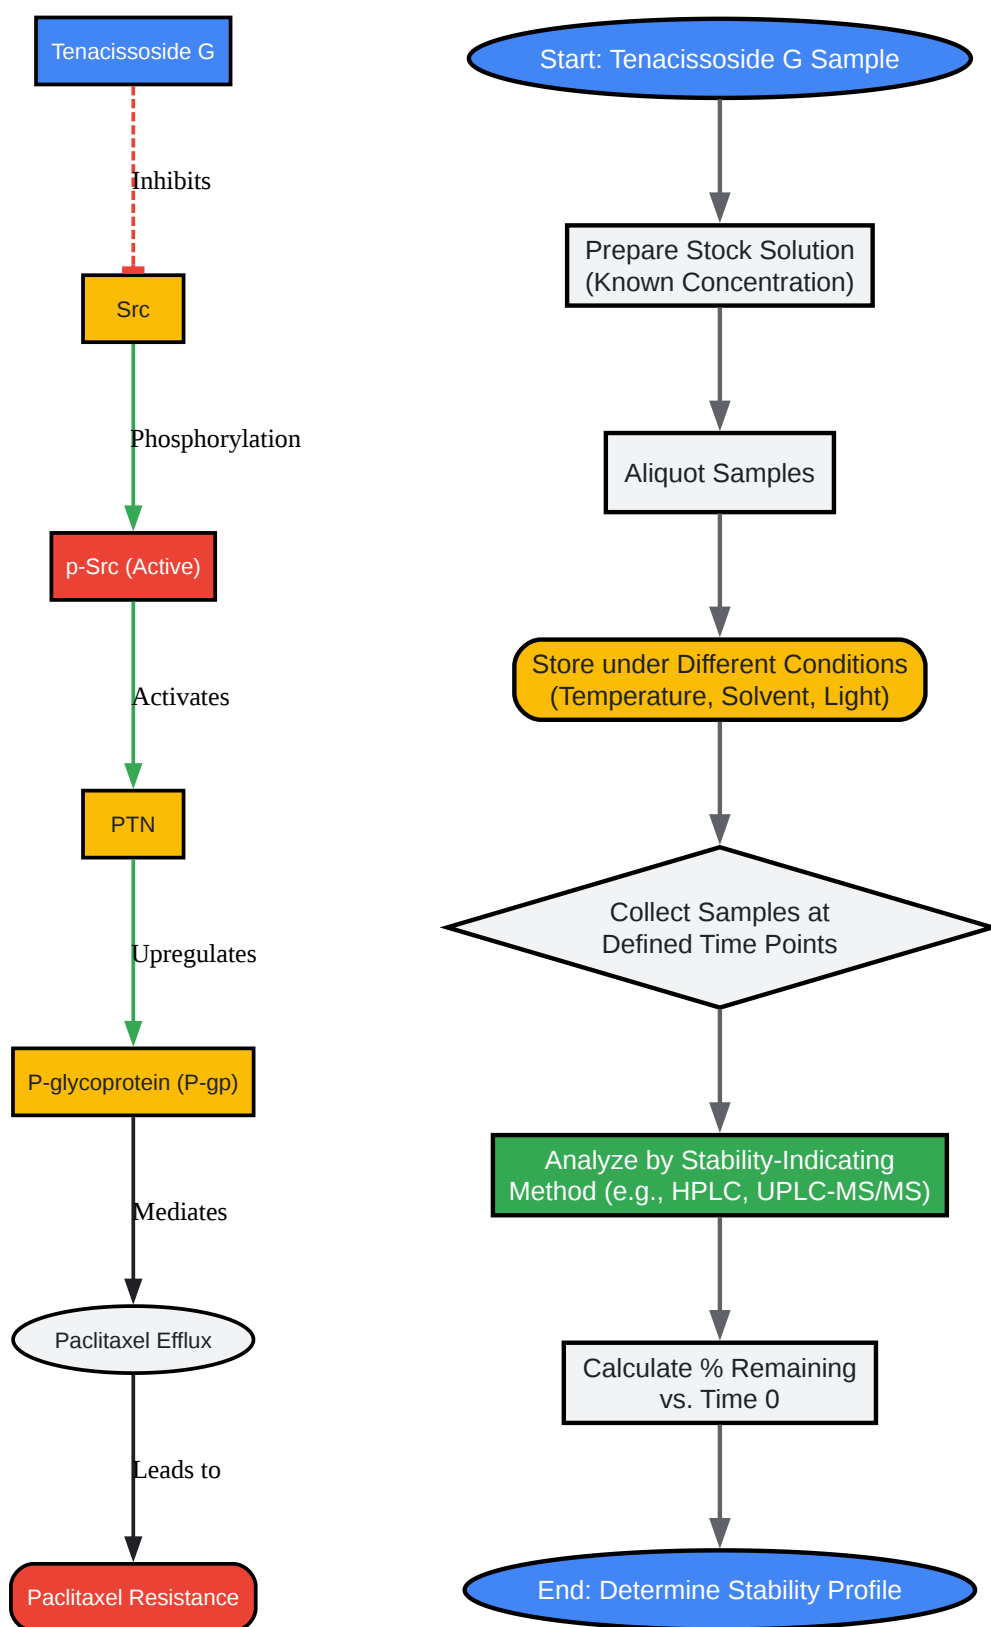 Tenacissoside G
Inhibits
Src
Phosphorylation
p-Src (Active)
Activates
PTN
Upregulates
P-glycoprotein (P-gp)
Mediates
Paclitaxel Efflux
Leads to
Paclitaxel Resistance
Start: Tenacissoside G Sample
Prepare Stock Solution
(Known Concentration)
Aliquot Samples
Store under Different Conditions
(Temperature, Solvent, Light)
Collect Samples at
Defined Time Points
Analyze by Stability-Indicating
Method (e.g., HPLC, UPLC-MS/MS)
Calculate % Remaining
vs. Time 0
End: Determine Stability Profile